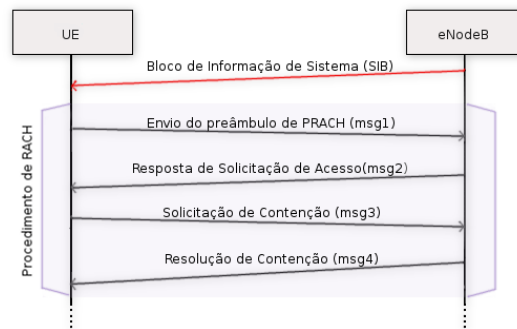 UE
eNodeB
Bloco de Informação de Sistema (SIB)
Procedimento de RACH
Envio do preâmbulo de PRACH (msg1)
Resposta de Solicitação de Acesso(msg2)
Solicitação de Contenção (msg3)
Resolução de Contenção (msg4)